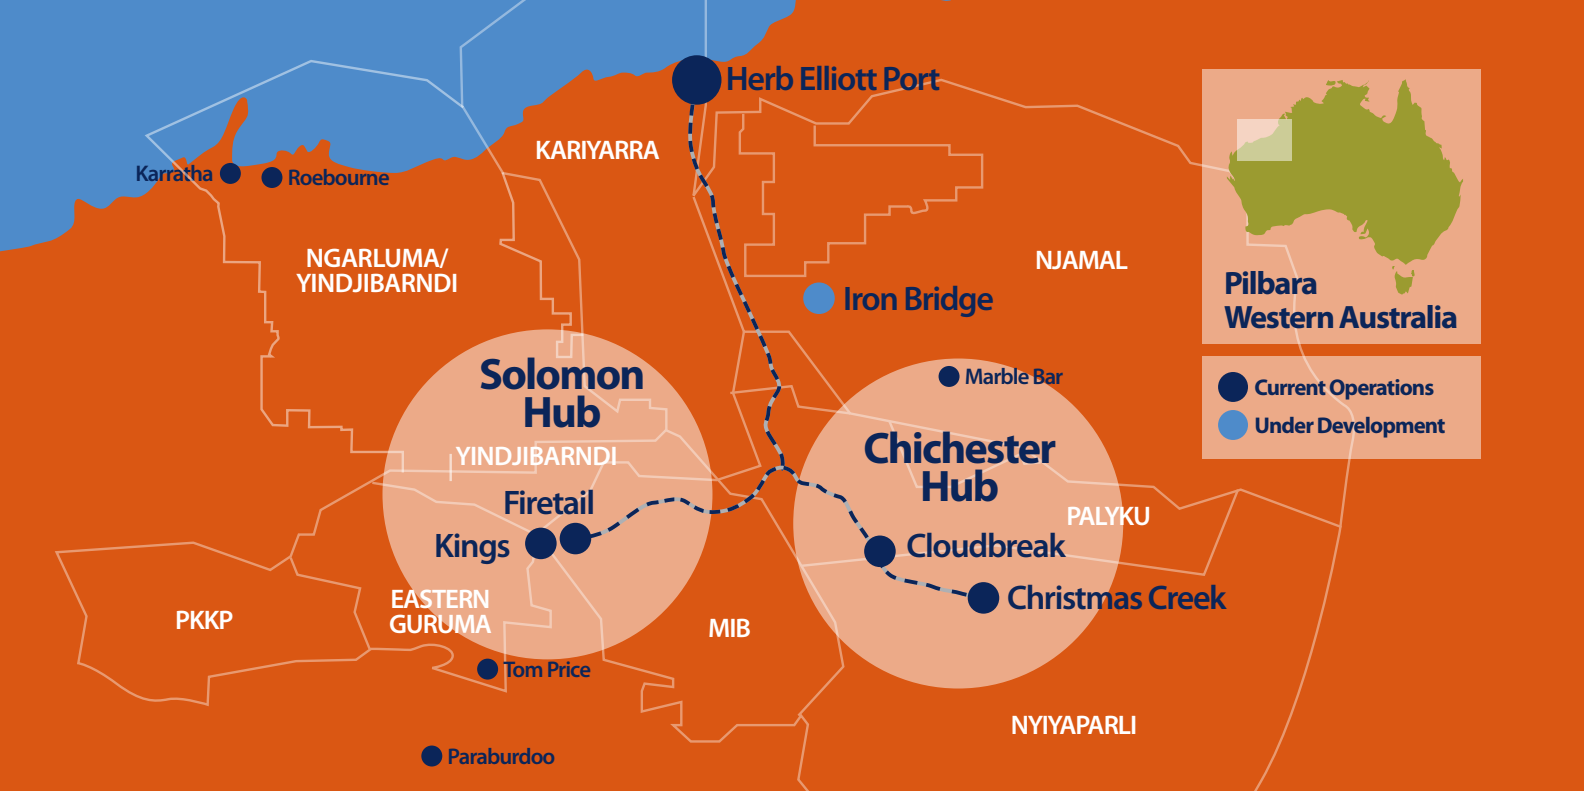 Herb Elliott Port
KARIYARRA
Karratha
Roebourne
NGARLUMA/
YINDJIBARNDI
NJAMAL
Iron Bridge
Pilbara
Western Australia
Current Operations
Under Development
Solomon
Hub
YINDJIBARNDI
Firetail
Kings
Marble Bar
Chichester
Hub
PALYKU
Cloudbreak
Christmas Creek
PKKP
EASTERN
GURUMA
MIB
Tom Price
NYIYAPARLI
Paraburdoo